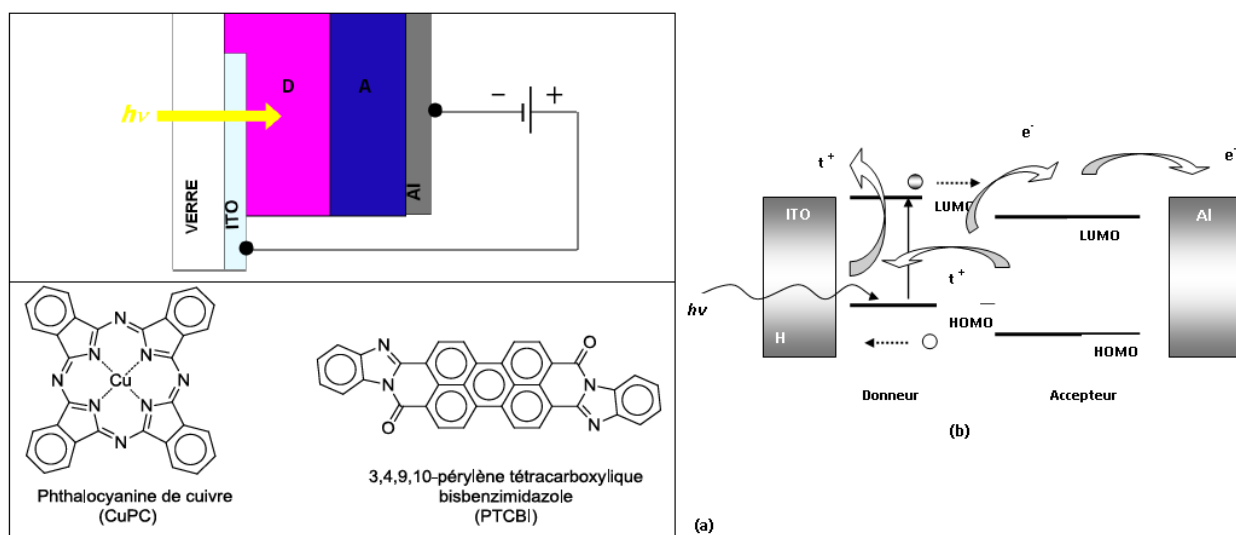 hν
VERRE
ITO
D
A
Al
−
+
N
N
N
N
N
N
N
N
Cu
Phthalocyanine de cuivre
(CuPC)
N
N
O
O
N
N
3,4,9,10-pérylène tétracarboxylique
bisbenzimidazole
(PTCBI)
(a)
ITO
H
hν
t +
LUMO
HOMO
t +
e-
e-
LUMO
HOMO
Al
Donneur
Accepteur
(b)